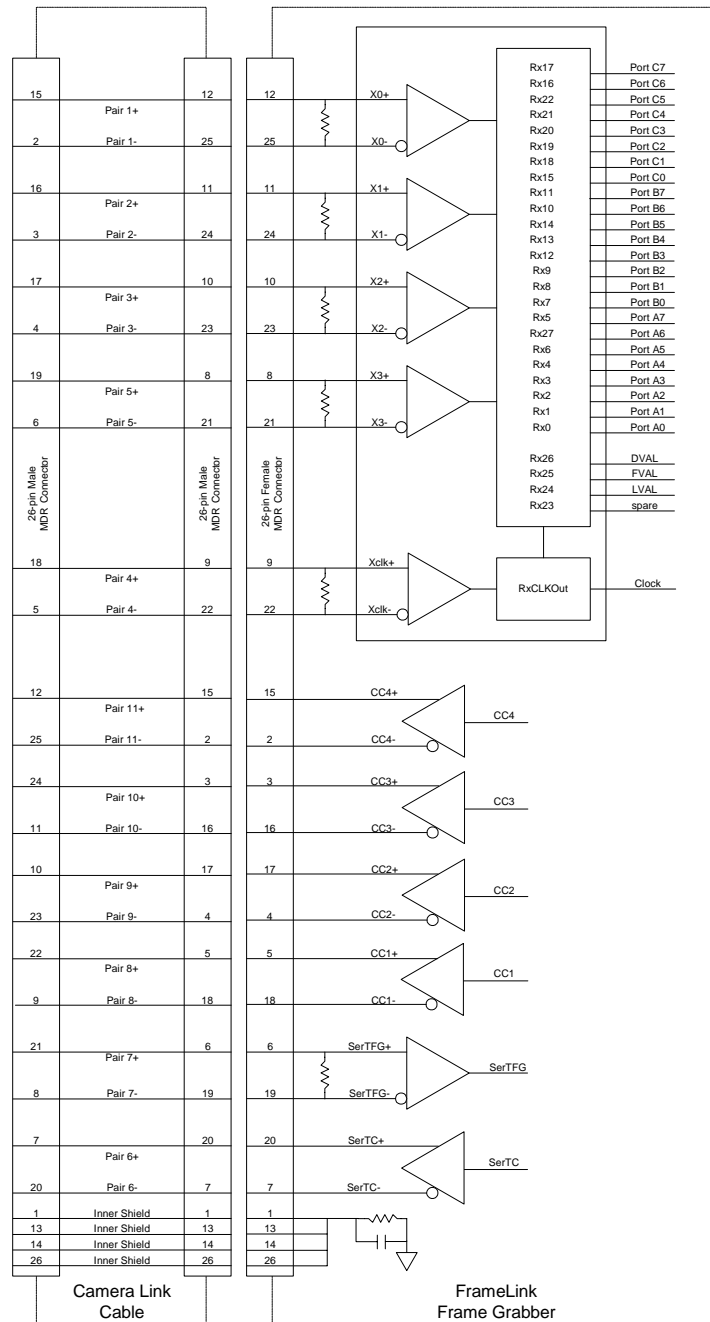 15 12 12 X0+
Pair 1+
2 Pair 1- 25 25 X0-
16 11 11 X1+
Pair 2+
3 Pair 2- 24 24 X1-
17 10 10 X2+
Pair 3+
4 Pair 3- 23 23 X2-
19 8 8 X3+
Pair 5+
6 Pair 5- 21 21 X3-
Rx17 Port C7
Rx16 Port C6
Rx22 Port C5
Rx21 Port C4
Rx20 Port C3
Rx19 Port C2
Rx18 Port C1
Rx15 Port C0
Rx11 Port B7
Rx10 Port B6
Rx14 Port B5
Rx13 Port B4
Rx12 Port B3
Rx9 Port B2
Rx8 Port B1
Rx7 Port B0
Rx5 Port A7
Rx27 Port A6
Rx6 Port A5
Rx4 Port A4
Rx3 Port A3
Rx2 Port A2
Rx1 Port A1
Rx0 Port A0
Rx26 DVAL
Rx25 FVAL
Rx24 LVAL
Rx23 spare
26-pin Male
MDR Connector
26-pin Male
MDR Connector
26-pin Female
MDR Connector
18 9 9 Xclk+
Pair 4+
RxCLKOut Clock
5 Pair 4- 22 22 Xclk-
12 15 15 CC4+
Pair 11+ CC4
25 Pair 11- 2 2 CC4-
24 3 3 CC3+
Pair 10+ CC3
11 Pair 10- 16 16 CC3-
10 17 17 CC2+
Pair 9+ CC2
23 Pair 9- 4 4 CC2-
22 5 5 CC1+
Pair 8+ CC1
9 Pair 8- 18 18 CC1-
21 6 6 SerTFG+
Pair 7+ SerTFG
8 Pair 7- 19 19 SerTFG-
7 20 20 SerTC+
Pair 6+ SerTC
20 Pair 6- 7 7 SerTC-
1 Inner Shield 1 1
13 Inner Shield 13 13
14 Inner Shield 14 14
26 Inner Shield 26 26
Camera Link
Cable
FrameLink
Frame Grabber